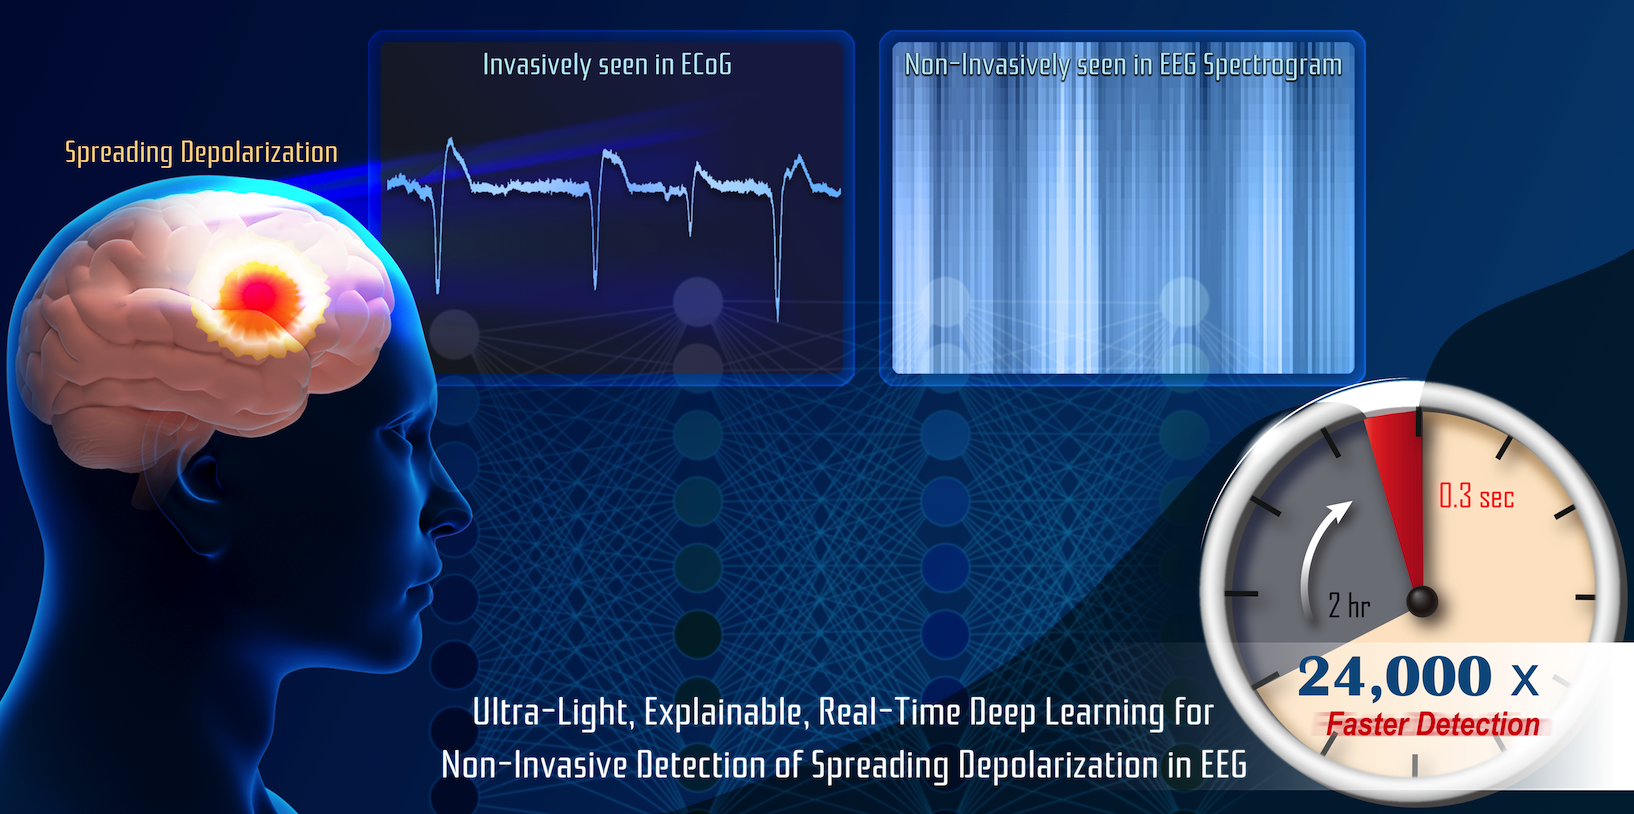 Invasively seen in ECoG
Non-Invasively seen in EEG Spectrogram
Spreading Depolarization
0.3 sec
2 hr
24,000 x
Faster Detection
Ultra-Light, Explainable, Real-Time Deep Learning for
Non-Invasive Detection of Spreading Depolarization in EEG